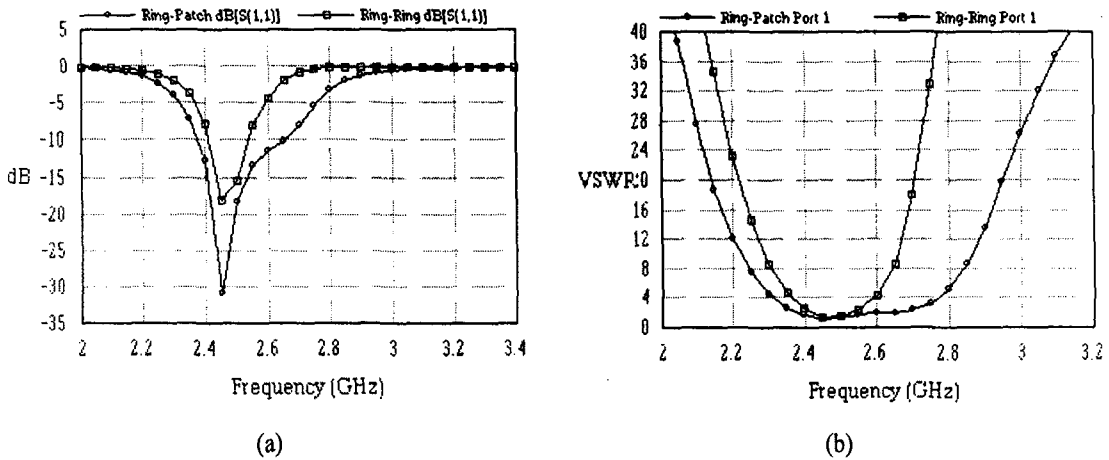 Ring-Patch dB[S(1,1)] Ring-Ring dB[S(1,1)]
5
0
-5
-10
dB
-15
-20
-25
-30
-35
2 2.2 2.4 2.6 2.8 3 3.2 3.4
Frequency (GHz)
(a)
Ring-Patch Port 1 Ring-Ring Port 1
40
36
32
28
24
VSWR
20
16
12
8
4
0
2 2.2 2.4 2.6 2.8 3 3.2
Frequency (GHz)
(b)